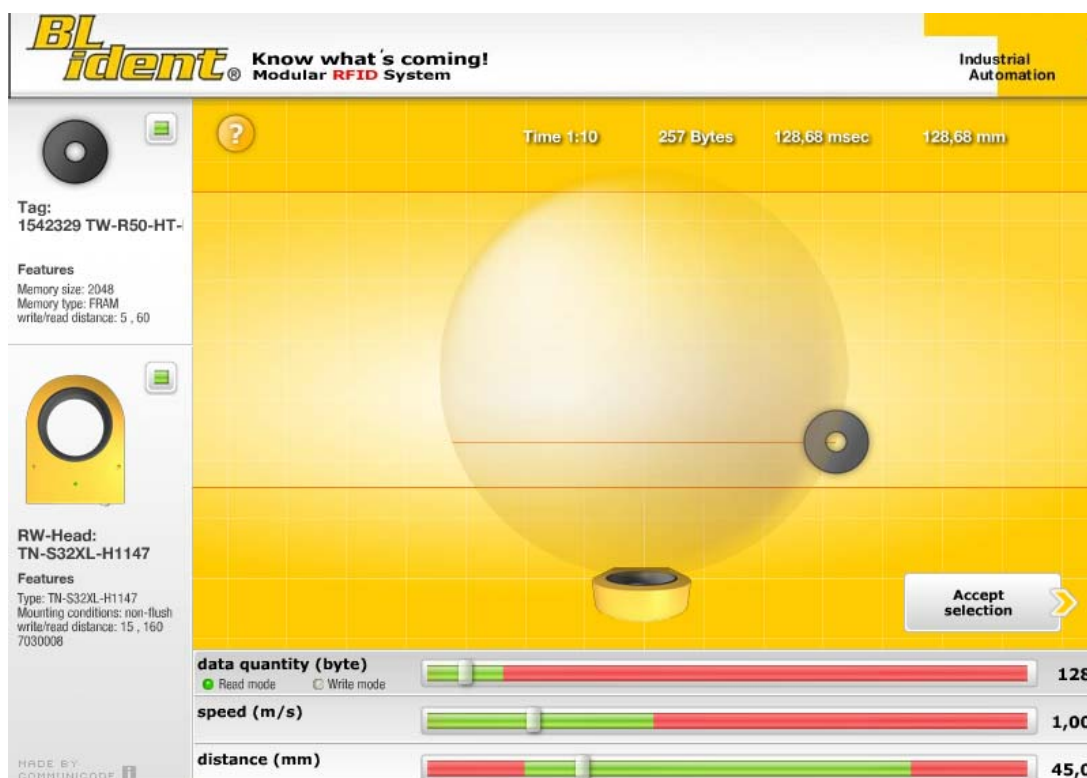 BL
ident®
Know what´s coming!
Modular RFID System
Industrial
Automation
?
Time 1:10 257 Bytes 128,68 msec 128,68 mm
Tag:
1542329 TW-R50-HT-
Features
Memory size: 2048
Memory type: FRAM
write/read distance: 5 , 60
RW-Head:
TN-S32XL-H1147
Features
Type: TN-S32XL-H1147
Mounting conditions: non-flush
write/read distance: 15 , 160
7030008
Accept
selection
data quantity (byte) 128
Read mode Write mode
speed (m/s) 1,00
distance (mm) 45,0
MADE BY
COMMUNICODE i